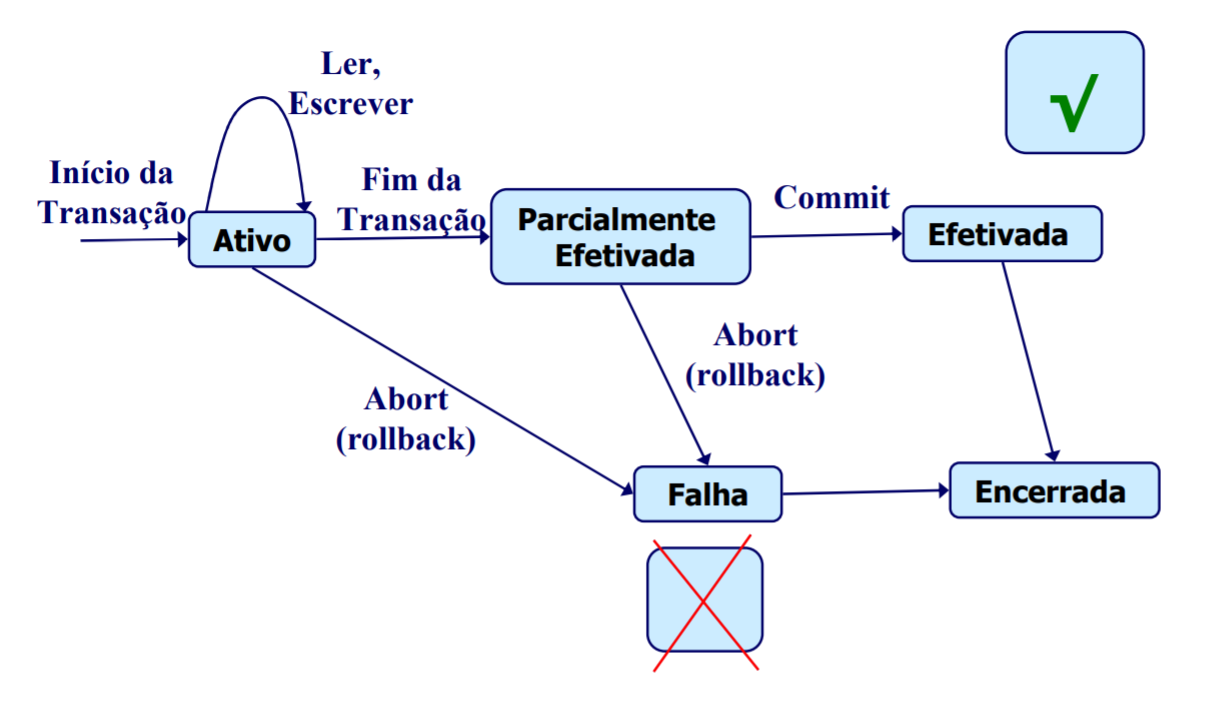 Ler,
Escrever
Início da
Transação
Fim da
Transação
Ativo
Parcialmente
Efetivada
Commit
Efetivada
√
Abort
(rollback)
Abort
(rollback)
Falha
Encerrada